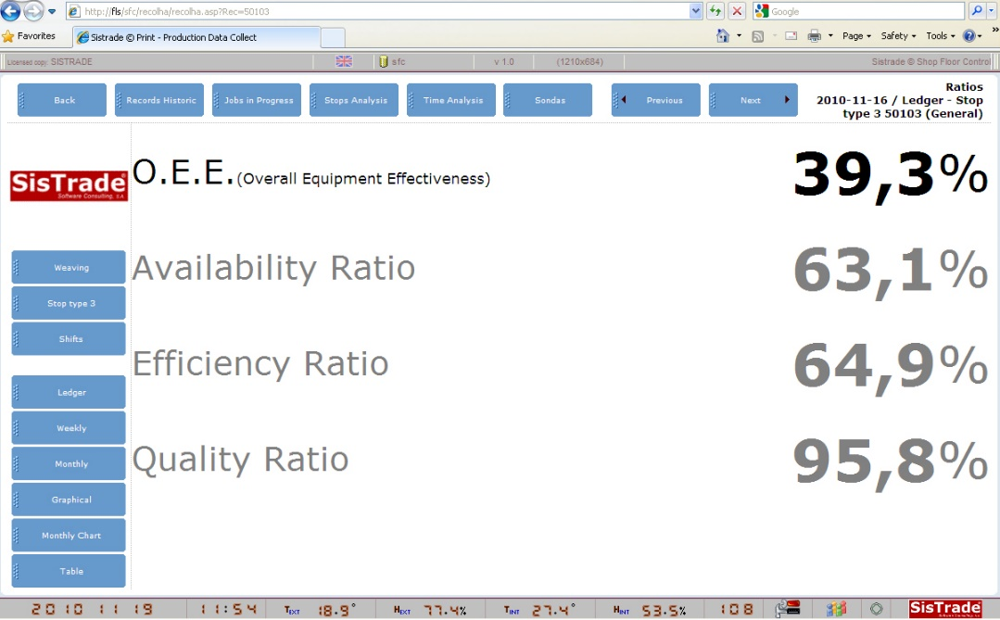 http://fls/sfc/recolha/recolha.asp?Rec=50103
Google
Favorites
Sistrade © Print - Production Data Collect
Page
Safety
Tools
Licensed copy: SISTRADE
sfc
v 1.0
(1210x684)
Sistrade © Shop Floor Control
Back
Records Historic
Jobs in Progress
Stops Analysis
Time Analysis
Sondas
Previous
Next
Ratios
2010-11-16 / Ledger - Stop
type 3 50103 (General)
SisTrade®
Software Consulting, S.A
O.E.E.(Overall Equipment Effectiveness)
39,3%
Availability Ratio
63,1%
Efficiency Ratio
64,9%
Quality Ratio
95,8%
Weaving
Stop type 3
Shifts
Ledger
Weekly
Monthly
Graphical
Monthly Chart
Table
2010 11 19
11:54
TEXT 18.9°
HEXT 77.4%
TINT 27.4°
HINT 53.5%
108
SisTrade